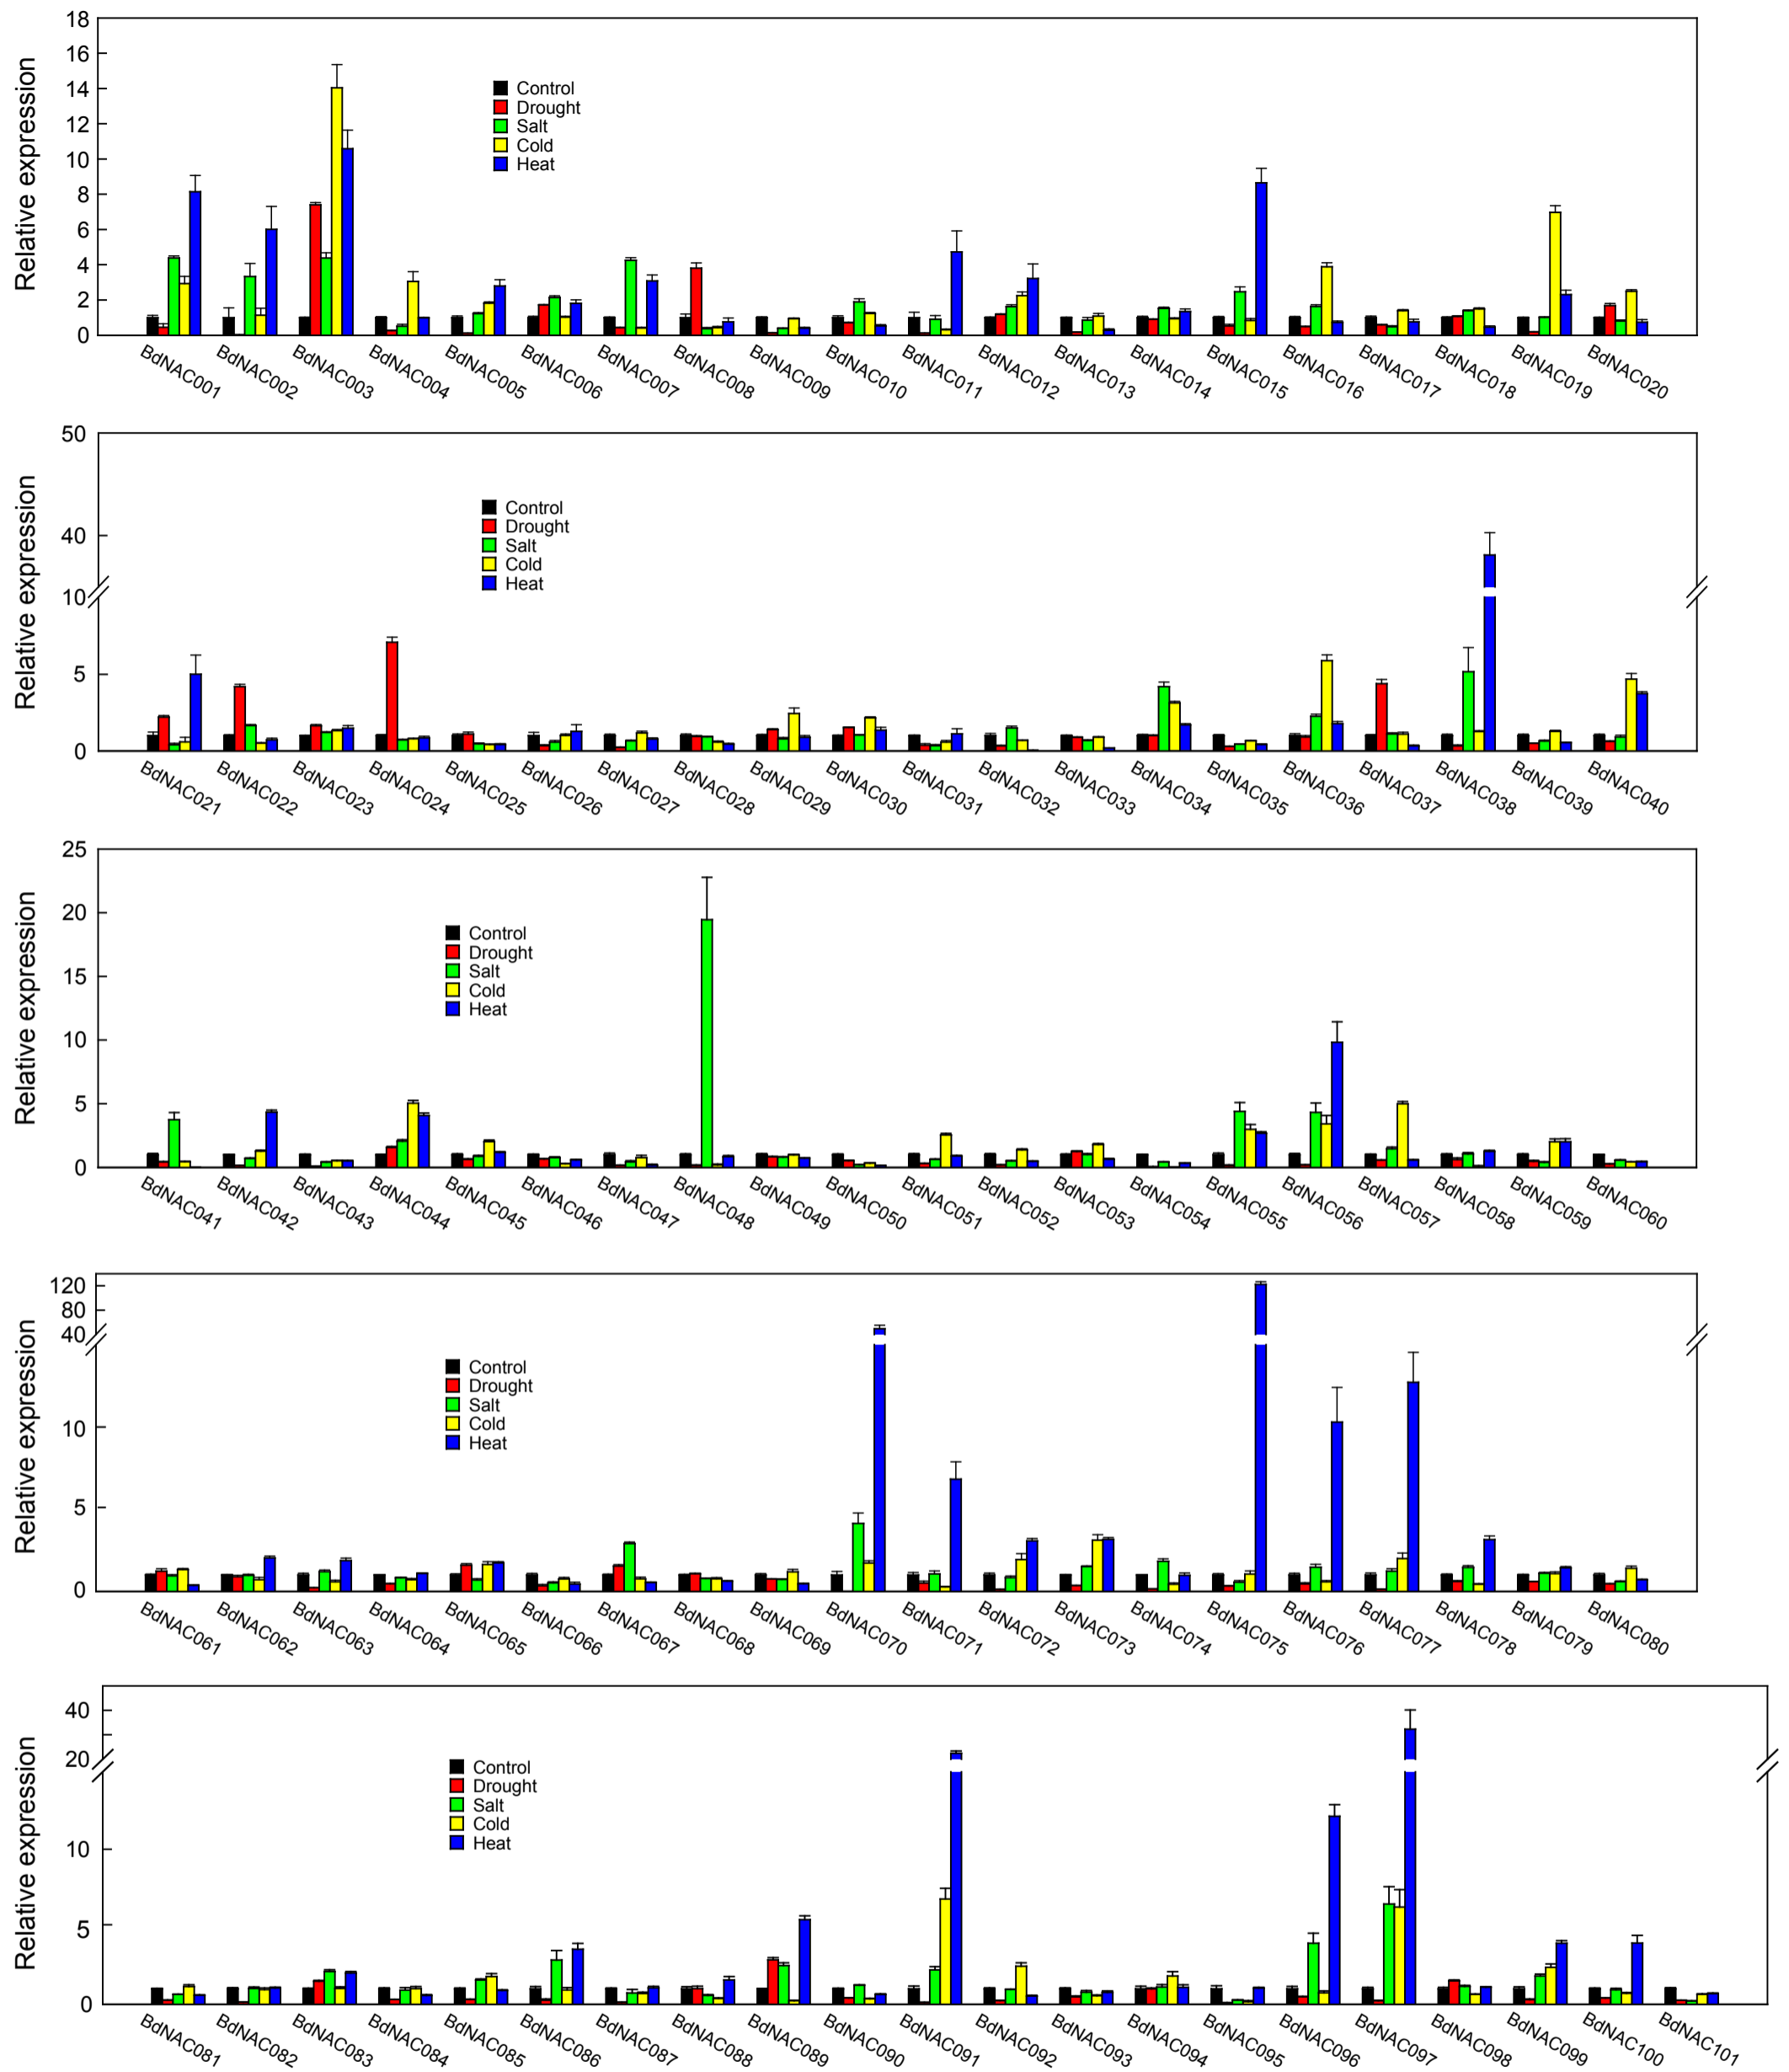 Relative expression
18
16
14
12
10
8
6
4
2
0
Control
Drought
Salt
Cold
Heat
BdNAC001
BdNAC002
BdNAC003
BdNAC004
BdNAC005
BdNAC006
BdNAC007
BdNAC008
BdNAC009
BdNAC010
BdNAC011
BdNAC012
BdNAC013
BdNAC014
BdNAC015
BdNAC016
BdNAC017
BdNAC018
BdNAC019
BdNAC020
Relative expression
50
40
10
5
0
Control
Drought
Salt
Cold
Heat
BdNAC021
BdNAC022
BdNAC023
BdNAC024
BdNAC025
BdNAC026
BdNAC027
BdNAC028
BdNAC029
BdNAC030
BdNAC031
BdNAC032
BdNAC033
BdNAC034
BdNAC035
BdNAC036
BdNAC037
BdNAC038
BdNAC039
BdNAC040
Relative expression
25
20
15
10
5
0
Control
Drought
Salt
Cold
Heat
BdNAC041
BdNAC042
BdNAC043
BdNAC044
BdNAC045
BdNAC046
BdNAC047
BdNAC048
BdNAC049
BdNAC050
BdNAC051
BdNAC052
BdNAC053
BdNAC054
BdNAC055
BdNAC056
BdNAC057
BdNAC058
BdNAC059
BdNAC060
Relative expression
120
80
40
10
5
0
Control
Drought
Salt
Cold
Heat
BdNAC061
BdNAC062
BdNAC063
BdNAC064
BdNAC065
BdNAC066
BdNAC067
BdNAC068
BdNAC069
BdNAC070
BdNAC071
BdNAC072
BdNAC073
BdNAC074
BdNAC075
BdNAC076
BdNAC077
BdNAC078
BdNAC079
BdNAC080
Relative expression
40
20
10
5
0
Control
Drought
Salt
Cold
Heat
BdNAC081
BdNAC082
BdNAC083
BdNAC084
BdNAC085
BdNAC086
BdNAC087
BdNAC088
BdNAC089
BdNAC090
BdNAC091
BdNAC092
BdNAC093
BdNAC094
BdNAC095
BdNAC096
BdNAC097
BdNAC098
BdNAC099
BdNAC100
BdNAC101